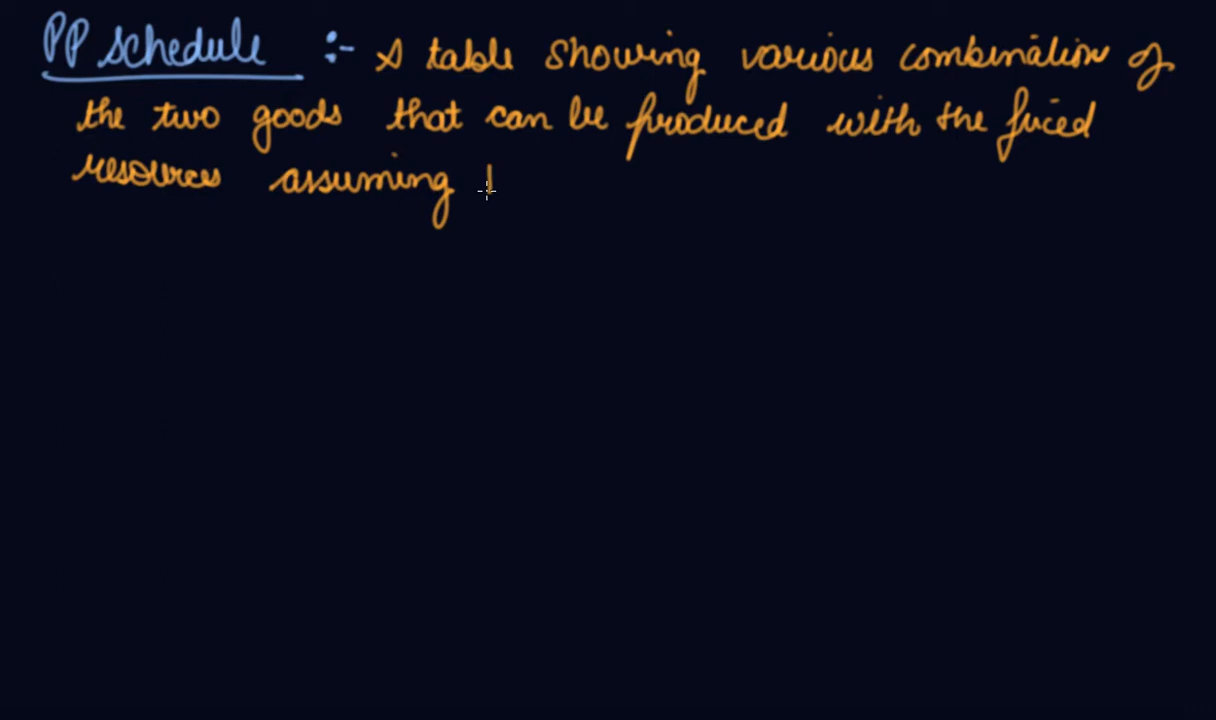 PP schedule :- A table showing various combination of
the two goods that can be produced with the fixed
resources assuming